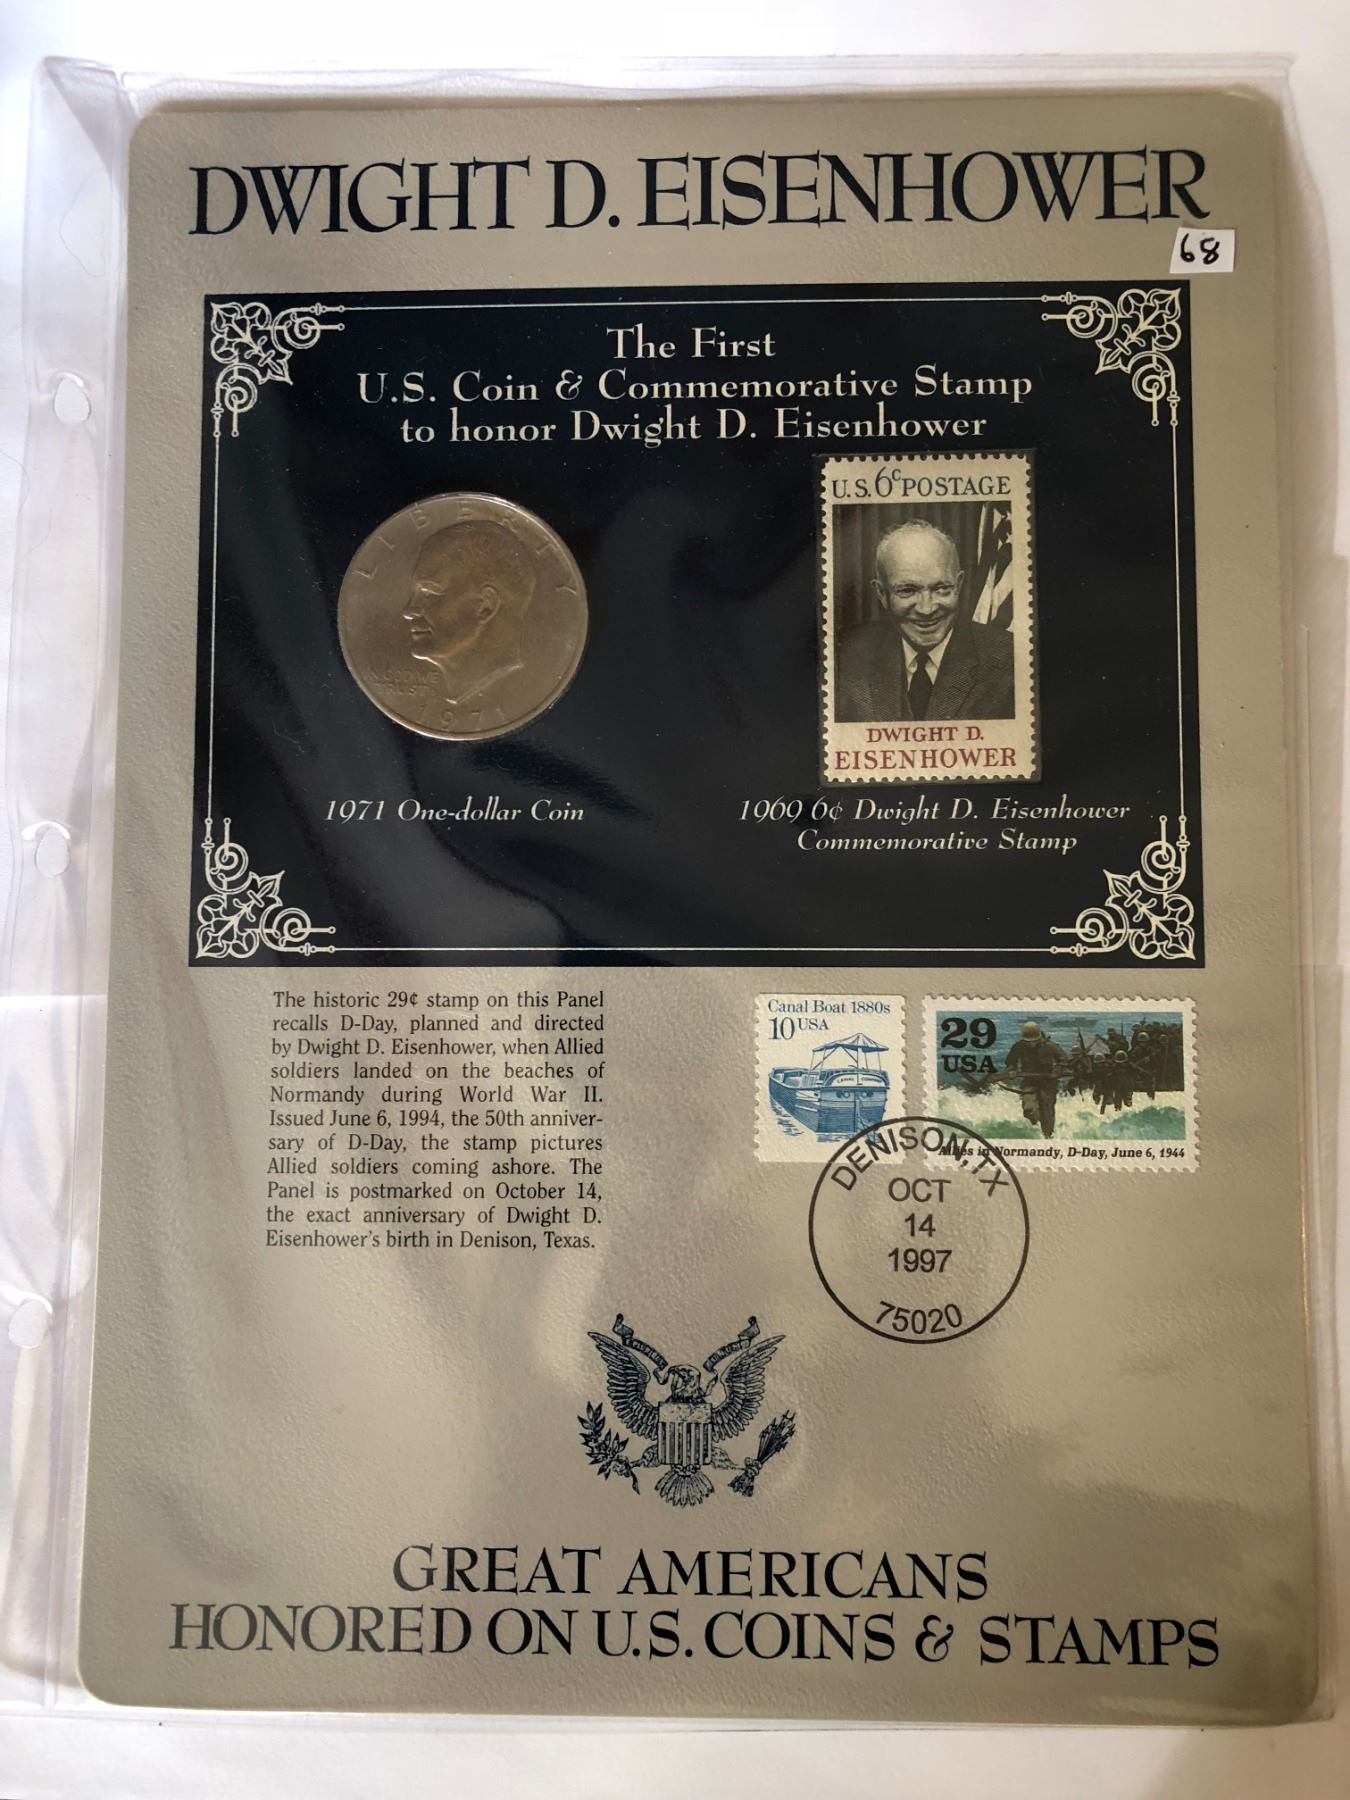 DWIGHT D. EISENHOWER
68
The First
U.S. Coin & Commemorative Stamp
to honor Dwight D. Eisenhower
LIBERTY
IN GOD WE
TRUST
1971
U.S. 6c POSTAGE
DWIGHT D.
EISENHOWER
1971 One-dollar Coin
1969 6¢ Dwight D. Eisenhower
Commemorative Stamp
The historic 29¢ stamp on this Panel
recalls D-Day, planned and directed
by Dwight D. Eisenhower, when Allied
soldiers landed on the beaches of
Normandy during World War II.
Issued June 6, 1994, the 50th anniver-
sary of D-Day, the stamp pictures
Allied soldiers coming ashore. The
Panel is postmarked on October 14,
the exact anniversary of Dwight D.
Eisenhower's birth in Denison, Texas.
Canal Boat 1880s
10 USA
CANAL COMPANY
29
USA
Allies in Normandy, D-Day, June 6, 1944
DENISON, TX
OCT
14
1997
75020
GREAT AMERICANS
HONORED ON U.S. COINS & STAMPS